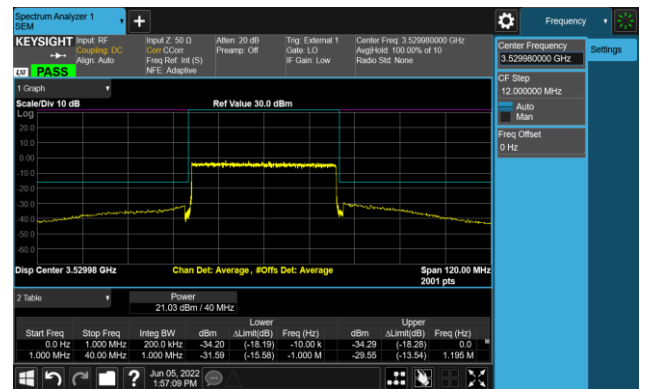 Spectrum Analyzer 1
SEM
+
Frequency
KEYSIGHT
Input: RF
Coupling: DC
Align: Auto
Input Z: 50 Ω
Corr CCorr
Freq Ref: Int (S)
NFE: Adaptive
Atten: 20 dB
Preamp: Off
Trig: External 1
Gate: LO
IF Gain: Low
Center Freq: 3.529980000 GHz
Avg|Hold: 100.00% of 10
Radio Std: None
LXI PASS
Center Frequency
3.529980000 GHz
Settings
CF Step
12.000000 MHz
Auto
Man
Freq Offset
0 Hz
1 Graph
Scale/Div 10 dB
Ref Value 30.0 dBm
Log
20.0
10.0
0.00
-10.0
-20.0
-30.0
-40.0
-50.0
-60.0
Disp Center 3.52998 GHz
Chan Det: Average , #Offs Det: Average
Span 120.00 MHz
2001 pts
2 Table
Power
21.03 dBm / 40 MHz
Lower Upper
Start Freq Stop Freq Integ BW dBm ΔLimit(dB) Freq (Hz) dBm ΔLimit(dB) Freq (Hz)
0.0 Hz 1.000 MHz 200.0 kHz -34.20 (-18.19) -10.00 k -34.29 (-18.28) 0.0
1.000 MHz 40.00 MHz 1.000 MHz -31.59 (-15.58) -1.000 M -29.55 (-13.54) 1.195 M
?
Jun 05, 2022
1:57:09 PM